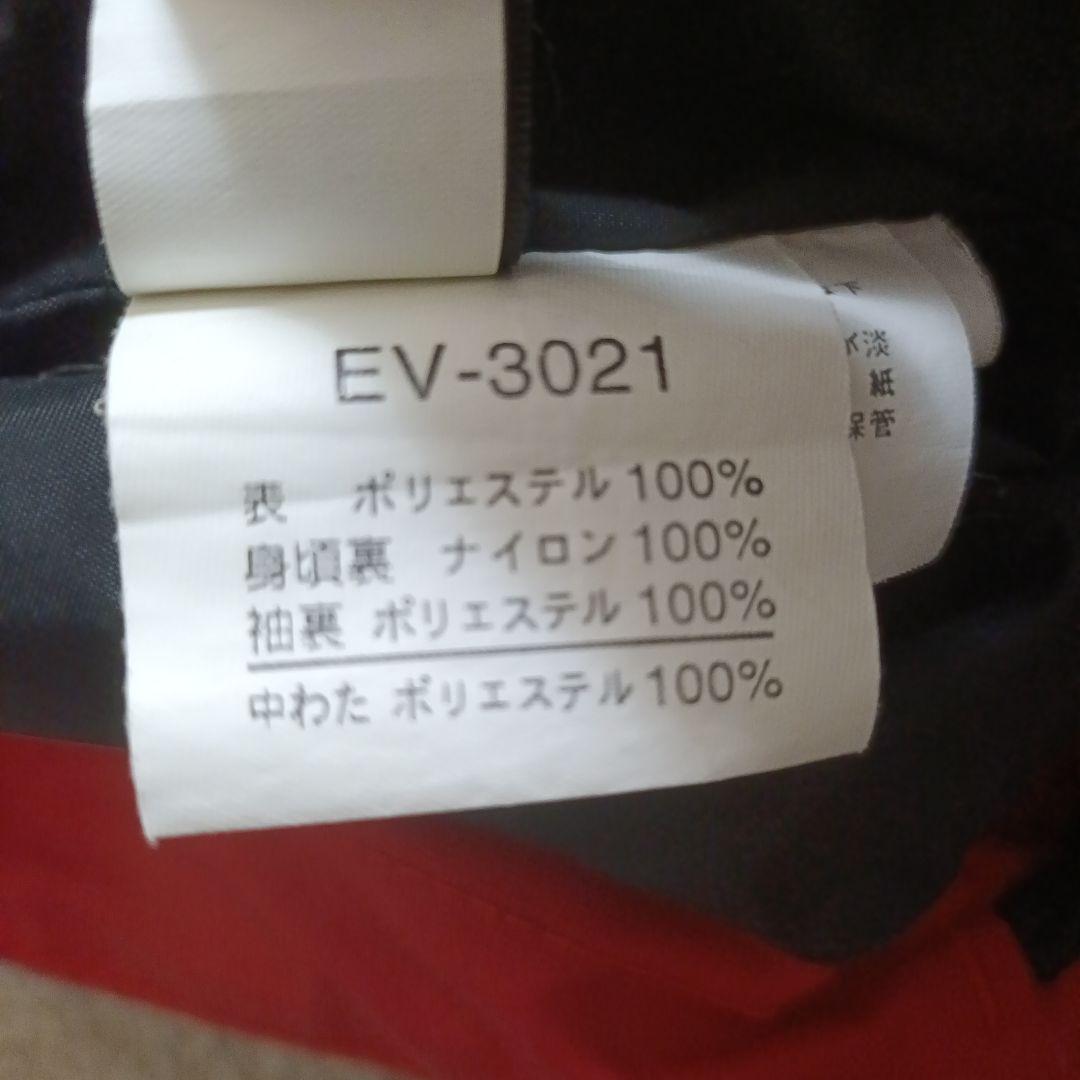 EV-3021
表 ポリエステル 100%
身頃裏 ナイロン 100%
袖裏 ポリエステル 100%
中わた ポリエステル 100%
下
淡
紙
保管